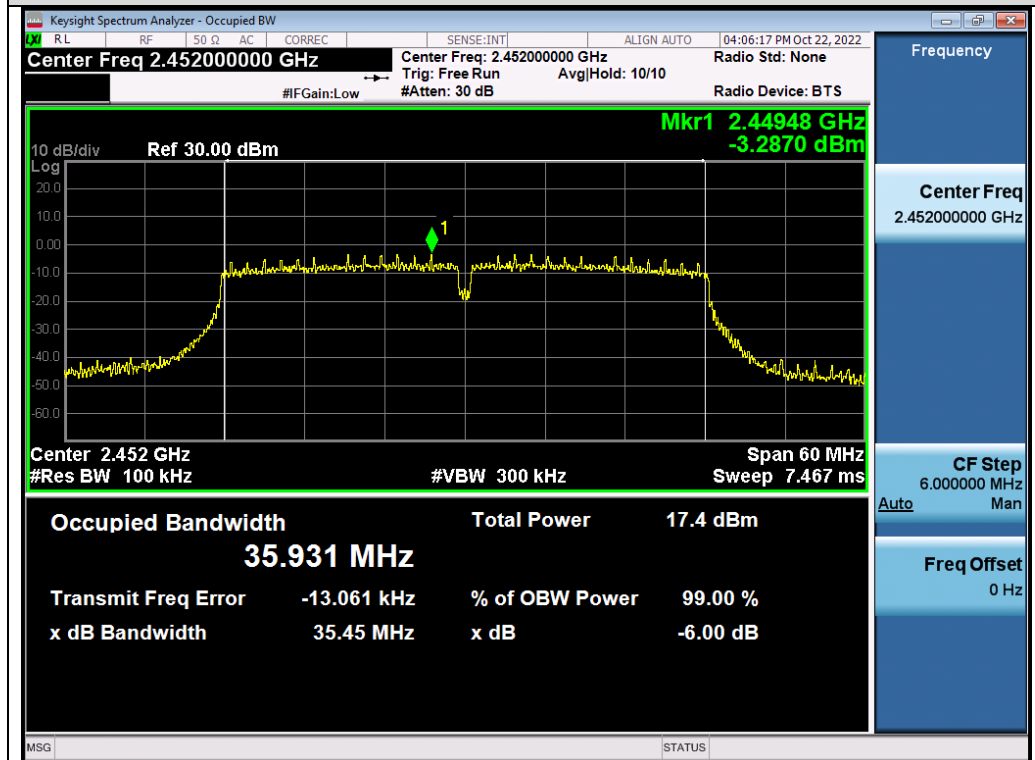 Keysight Spectrum Analyzer - Occupied BW
LXI RL RF 50 Ω AC CORREC SENSE:INT ALIGN AUTO 04:06:17 PM Oct 22, 2022
Center Freq 2.452000000 GHz
Center Freq: 2.452000000 GHz Radio Std: None
Trig: Free Run Avg|Hold: 10/10
#IFGain:Low #Atten: 30 dB Radio Device: BTS
Frequency
Mkr1 2.44948 GHz
-3.2870 dBm
10 dB/div Ref 30.00 dBm
Log
20.0
10.0
0.00
-10.0
-20.0
-30.0
-40.0
-50.0
-60.0
1
Center 2.452 GHz Span 60 MHz
#Res BW 100 kHz #VBW 300 kHz Sweep 7.467 ms
Center Freq
2.452000000 GHz
CF Step
6.000000 MHz
Auto Man
Freq Offset
0 Hz
Occupied Bandwidth Total Power 17.4 dBm
35.931 MHz
Transmit Freq Error -13.061 kHz % of OBW Power 99.00 %
x dB Bandwidth 35.45 MHz x dB -6.00 dB
MSG STATUS